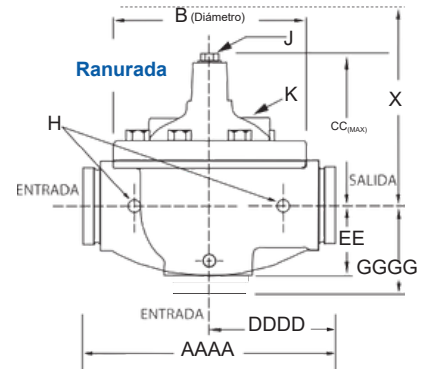 B (Diámetro)
J
Ranurada
K
X
H
CC(MAX)
ENTRADA
SALIDA
EE
GGGG
ENTRADA
DDDD
AAAA